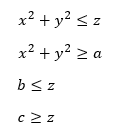 x² + y² ≤ z
x² + y² ≥ a
b ≤ z
c ≥ z